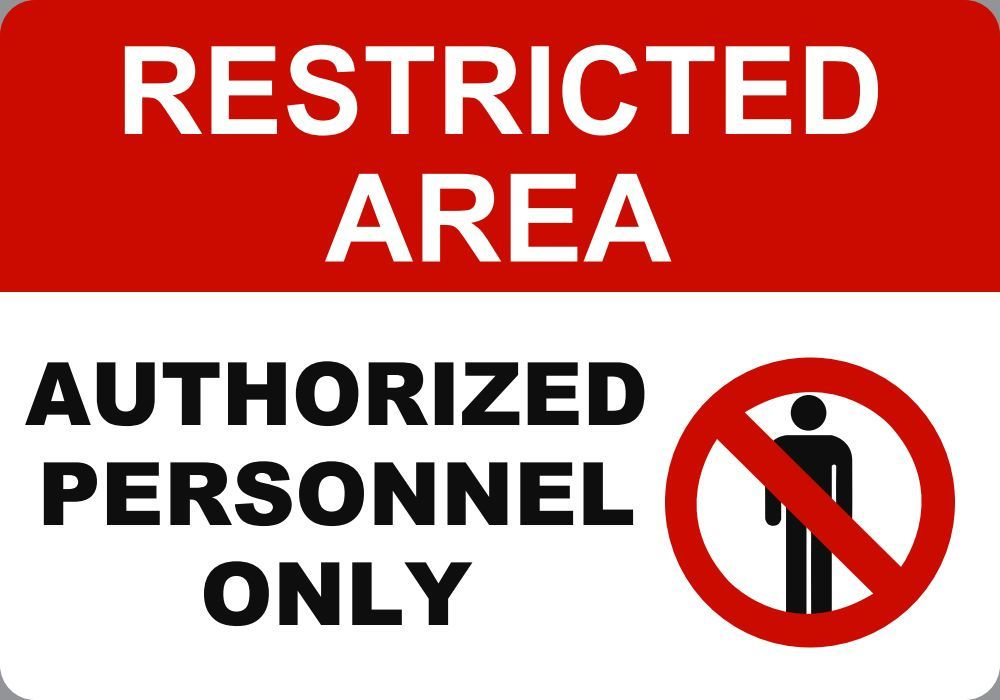 RESTRICTED
AREA
AUTHORIZED
PERSONNEL
ONLY